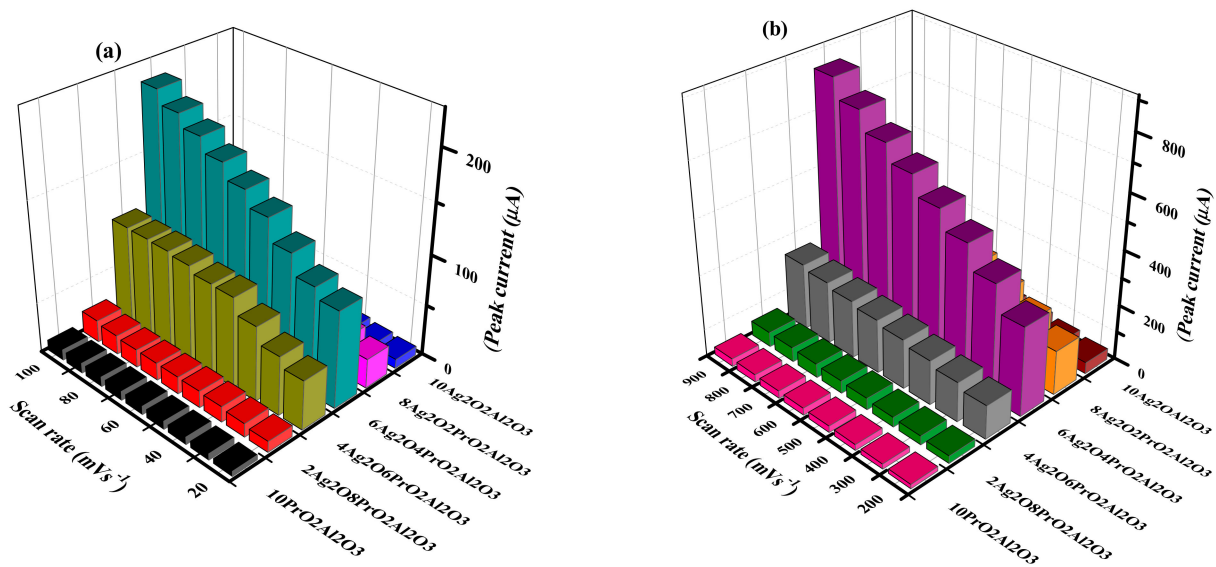 (a)
200
100
0
(Peak current (µA)
100
80
60
40
20
Scan rate (mVs⁻¹)
10Ag2O2Al2O3
8Ag2O2PrO2Al2O3
6Ag2O4PrO2Al2O3
4Ag2O6PrO2Al2O3
2Ag2O8PrO2Al2O3
10PrO2Al2O3
(b)
800
600
400
200
0
(Peak current (µA)
900
800
700
600
500
400
300
200
Scan rate (mVs⁻¹)
10Ag2OAl2O3
8Ag2O2PrO2Al2O3
6Ag2O4PrO2Al2O3
4Ag2O6PrO2Al2O3
2Ag2O8PrO2Al2O3
10PrO2Al2O3